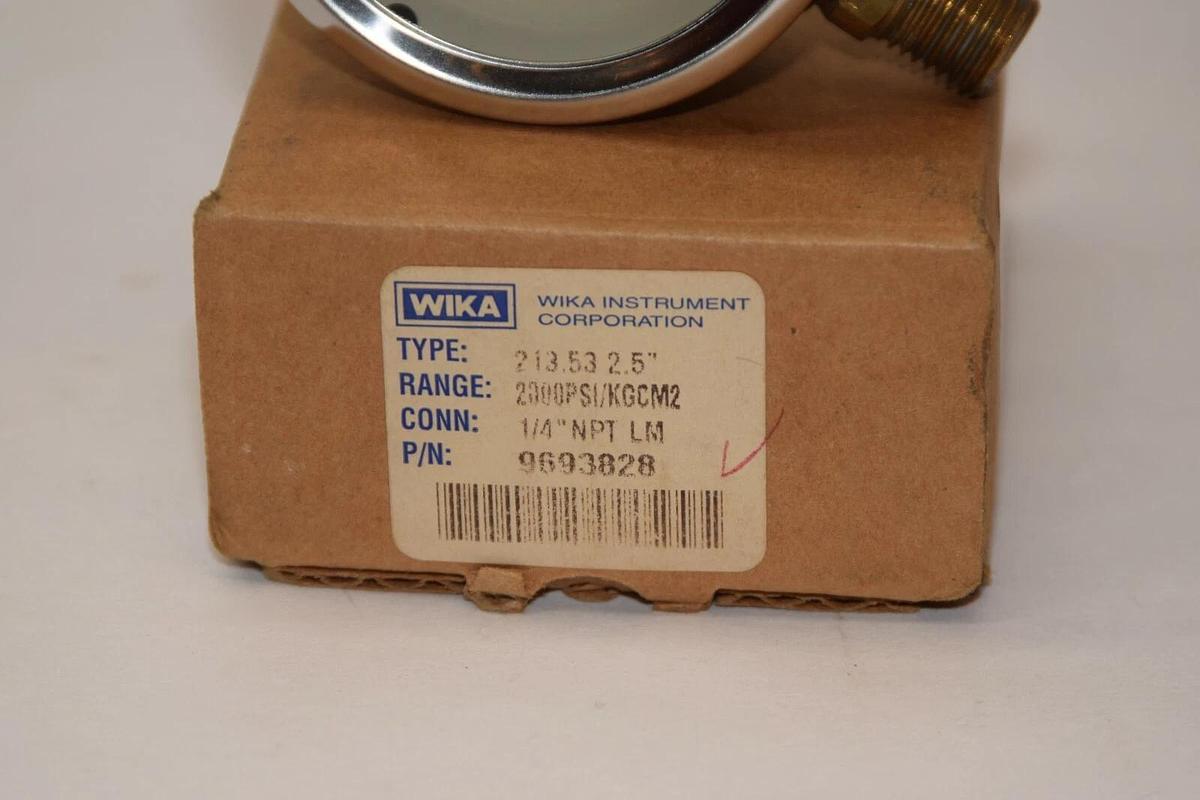 WIKA WIKA INSTRUMENT
CORPORATION
TYPE: 213.53 2.5"
RANGE: 2000PSI/KGCM2
CONN: 1/4" NPT LM
P/N: 9693828